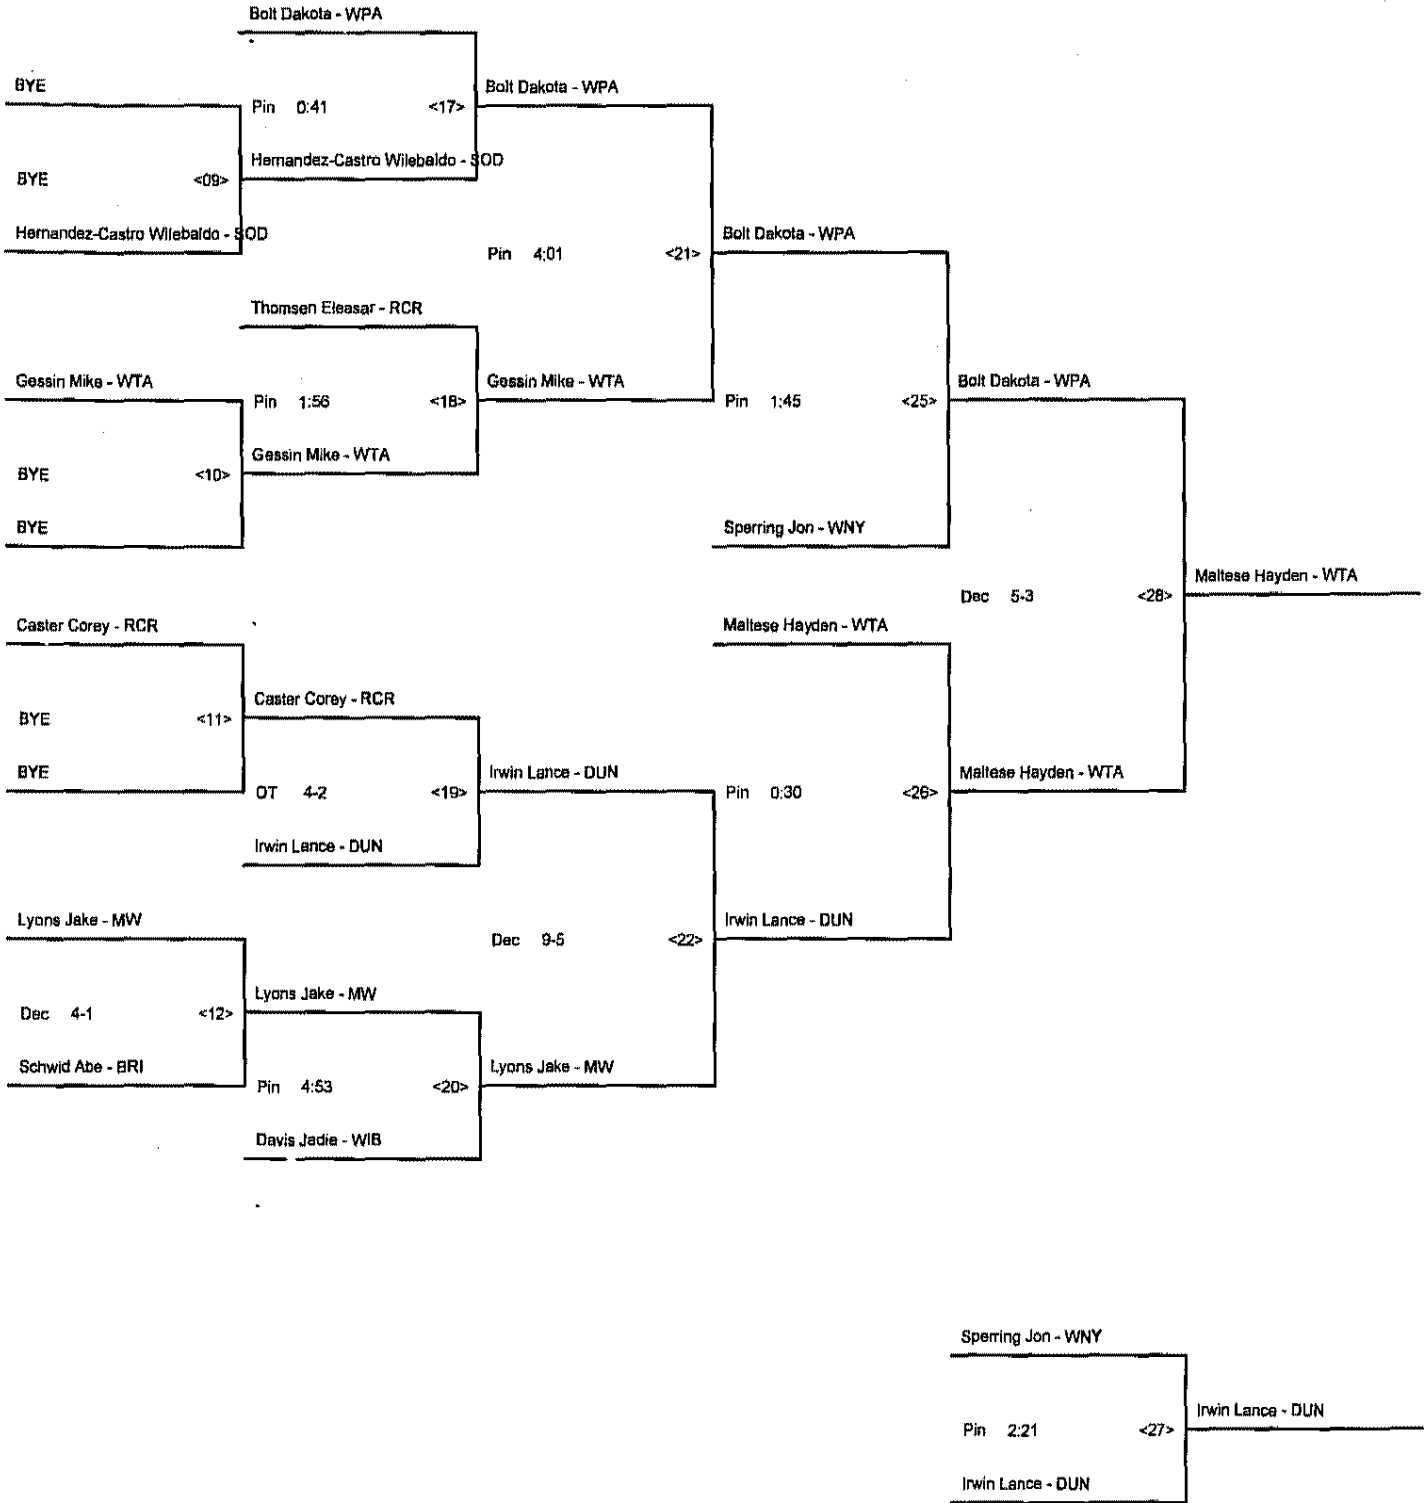 Bolt Dakota - WPA
BYE
Bolt Dakota - WPA
Pin 0:41 <17>
Hernandez-Castro Wilebaldo - SOD
BYE <09>
Hernandez-Castro Wilebaldo - SOD
Bolt Dakota - WPA
Pin 4:01 <21>
Thomsen Eleasar - RCR
Gessin Mike - WTA
Gessin Mike - WTA
Bolt Dakota - WPA
Pin 1:56 <18>
Pin 1:45 <25>
Gessin Mike - WTA
BYE <10>
BYE
Sperring Jon - WNY
Maltese Hayden - WTA
Dec 5-3 <28>
Caster Corey - RCR
Maltese Hayden - WTA
Caster Corey - RCR
BYE <11>
BYE
Irwin Lance - DUN
Maltese Hayden - WTA
OT 4-2 <19>
Pin 0:30 <26>
Irwin Lance - DUN
Lyons Jake - MW
Irwin Lance - DUN
Dec 9-5 <22>
Lyons Jake - MW
Dec 4-1 <12>
Schwid Abe - BRI
Lyons Jake - MW
Pin 4:53 <20>
Davis Jadie - WIB
Sperring Jon - WNY
Irwin Lance - DUN
Pin 2:21 <27>
Irwin Lance - DUN